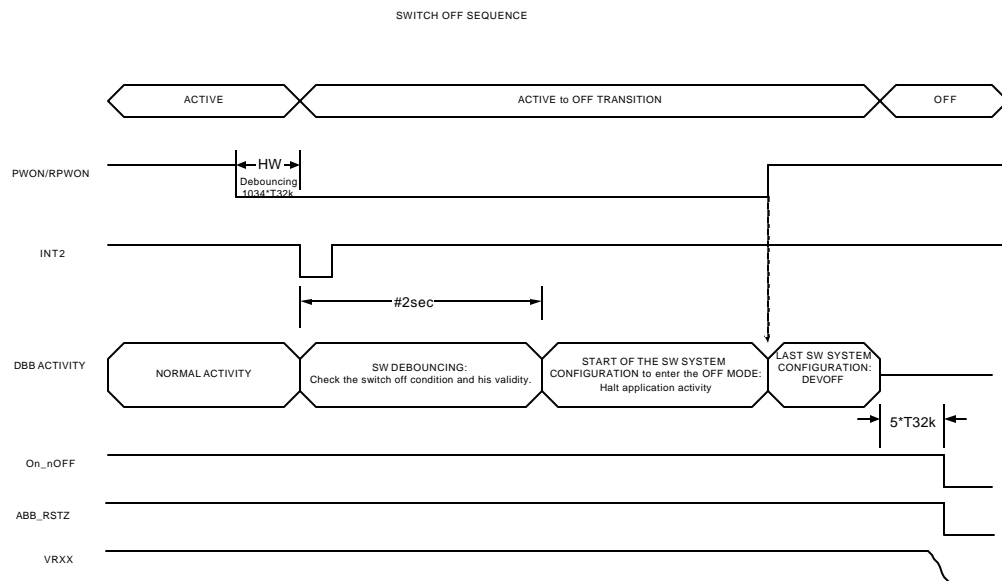 SWITCH OFF SEQUENCE
ACTIVE
ACTIVE to OFF TRANSITION
OFF
PWON/RPWON
HW
Debouncing
1034*T32k
INT2
#2sec
DBB ACTIVITY
NORMAL ACTIVITY
SW DEBOUNCING:
Check the switch off condition and his validity.
START OF THE SW SYSTEM
CONFIGURATION to enter the OFF MODE:
Halt application activity
LAST SW SYSTEM
CONFIGURATION:
DEVOFF
5*T32k
On_nOFF
ABB_RSTZ
VRXX